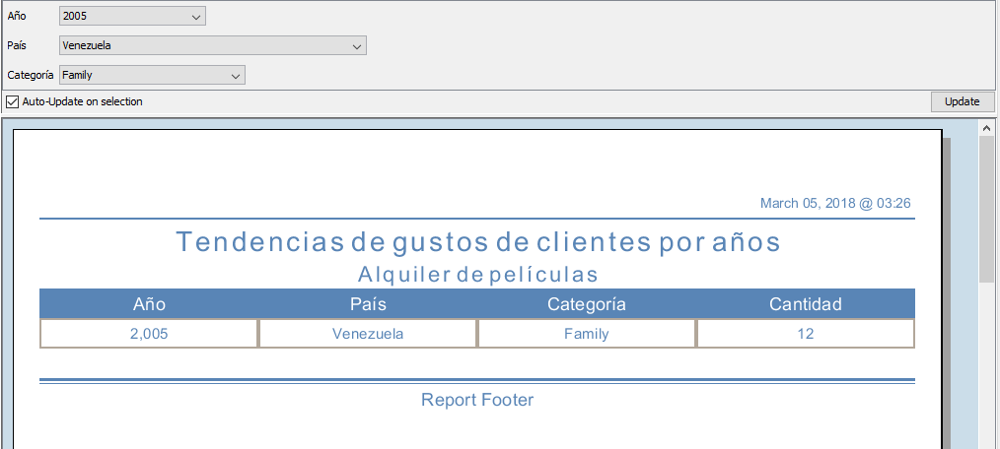 Año 2005
País Venezuela
Categoría Family
Auto-Update on selection Update
March 05, 2018 @ 03:26
Tendencias de gustos de clientes por años
Alquiler de películas
Año País Categoría Cantidad
2,005 Venezuela Family 12
Report Footer